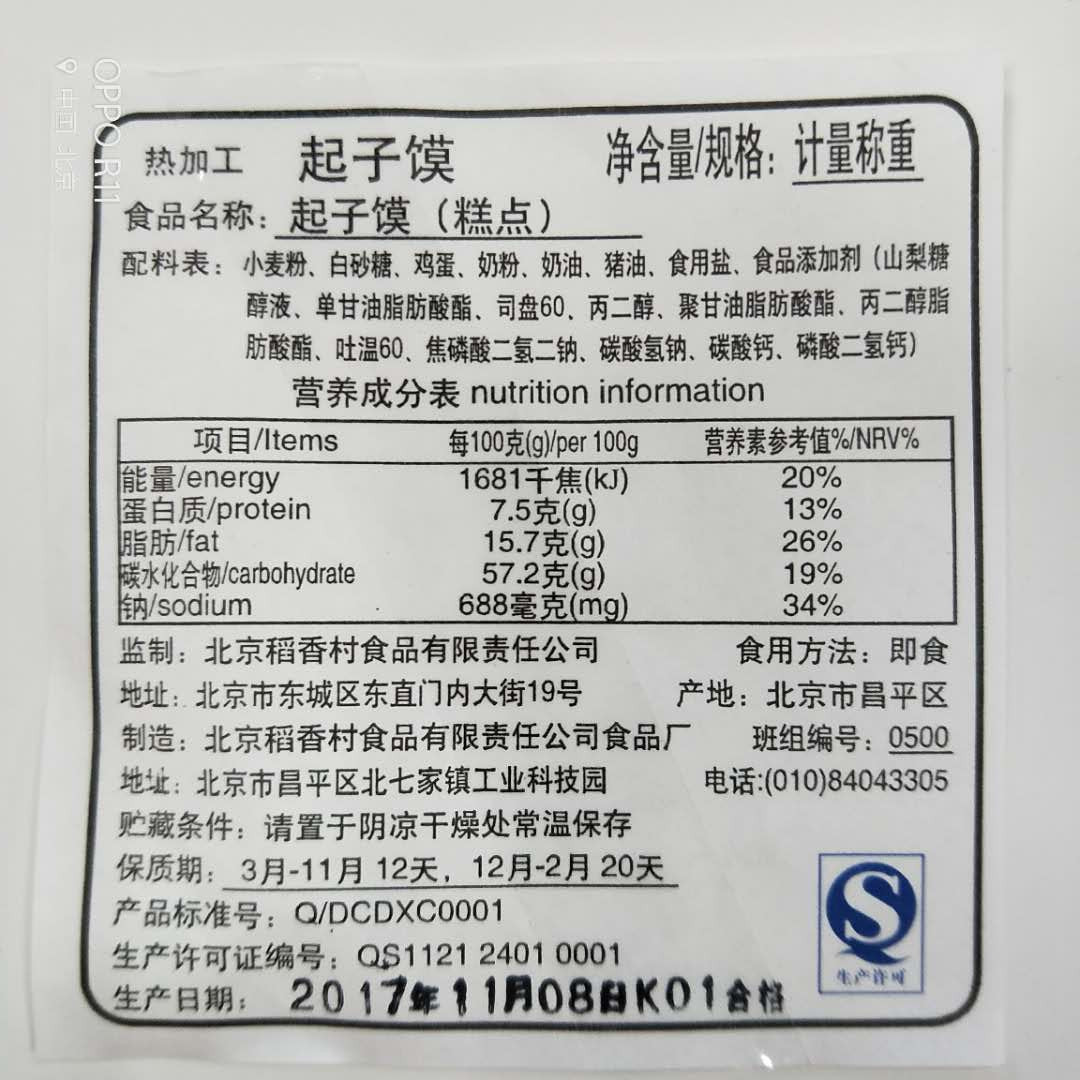 OPPO R11
中国 北京
热加工 起子馍 净含量/规格：计量称重
食品名称：起子馍（糕点）
配料表：小麦粉、白砂糖、鸡蛋、奶粉、奶油、猪油、食用盐、食品添加剂（山梨糖
醇液、单甘油脂肪酸酯、司盘60、丙二醇、聚甘油脂肪酸酯、丙二醇脂
肪酸酯、吐温60、焦磷酸二氢二钠、碳酸氢钠、碳酸钙、磷酸二氢钙）
营养成分表 nutrition information
项目/Items 每100克(g)/per 100g 营养素参考值%/NRV%
能量/energy 1681千焦(kJ) 20%
蛋白质/protein 7.5克(g) 13%
脂肪/fat 15.7克(g) 26%
碳水化合物/carbohydrate 57.2克(g) 19%
钠/sodium 688毫克(mg) 34%
监制：北京稻香村食品有限责任公司 食用方法：即食
地址：北京市东城区东直门内大街19号 产地：北京市昌平区
制造：北京稻香村食品有限责任公司食品厂 班组编号：0500
地址：北京市昌平区北七家镇工业科技园 电话:(010)84043305
贮藏条件：请置于阴凉干燥处常温保存
保质期：3月-11月 12天，12月-2月 20天
产品标准号：Q/DCDXC0001
生产许可证编号：QS1121 2401 0001
生产日期：2017年11月08日K01合格
生产许可